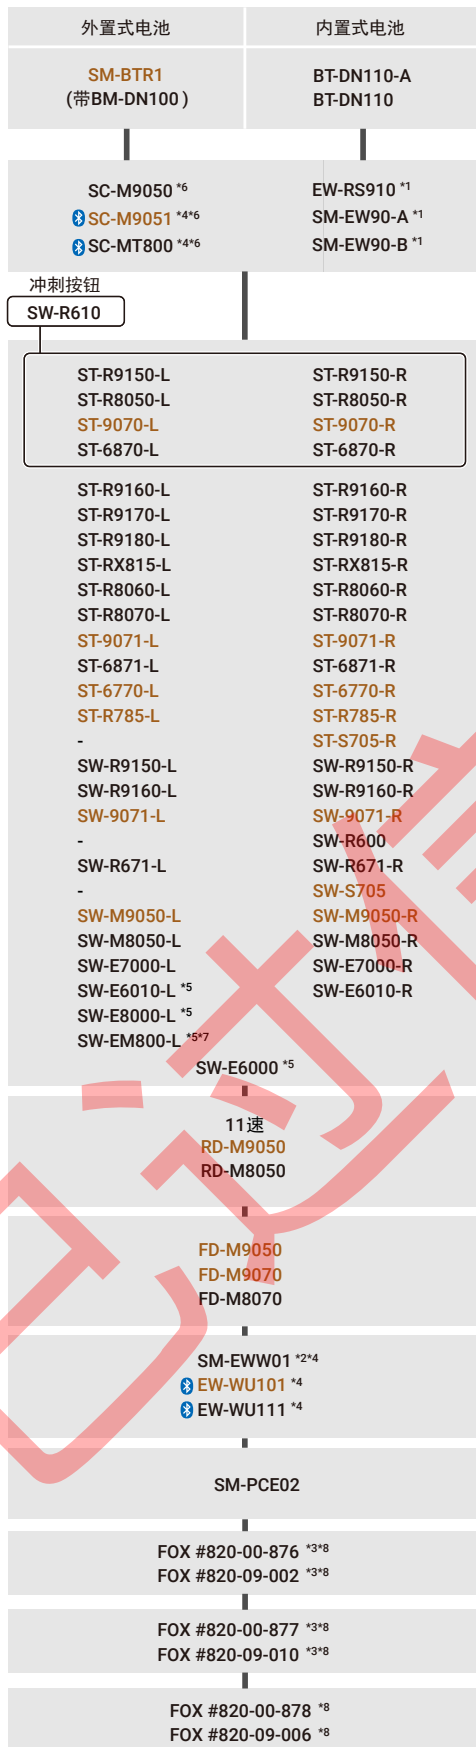 外置式电池 内置式电池
SM-BTR1 BT-DN110-A
(带BM-DN100) BT-DN110
SC-M9050 *6 EW-RS910 *1
SC-M9051 *4*6 SM-EW90-A *1
SC-MT800 *4*6 SM-EW90-B *1
冲刺按钮
SW-R610
ST-R9150-L ST-R9150-R
ST-R8050-L ST-R8050-R
ST-9070-L ST-9070-R
ST-6870-L ST-6870-R
ST-R9160-L ST-R9160-R
ST-R9170-L ST-R9170-R
ST-R9180-L ST-R9180-R
ST-RX815-L ST-RX815-R
ST-R8060-L ST-R8060-R
ST-R8070-L ST-R8070-R
ST-9071-L ST-9071-R
ST-6871-L ST-6871-R
ST-6770-L ST-6770-R
ST-R785-L ST-R785-R
- ST-S705-R
SW-R9150-L SW-R9150-R
SW-R9160-L SW-R9160-R
SW-9071-L SW-9071-R
- SW-R600
SW-R671-L SW-R671-R
- SW-S705
SW-M9050-L SW-M9050-R
SW-M8050-L SW-M8050-R
SW-E7000-L SW-E7000-R
SW-E6010-L *5 SW-E6010-R
SW-E8000-L *5
SW-EM800-L *5*7
SW-E6000 *5
11速
RD-M9050
RD-M8050
FD-M9050
FD-M9070
FD-M8070
SM-EWW01 *2*4
EW-WU101 *4
EW-WU111 *4
SM-PCE02
FOX #820-00-876 *3*8
FOX #820-09-002 *3*8
FOX #820-00-877 *3*8
FOX #820-09-010 *3*8
FOX #820-00-878 *8
FOX #820-09-006 *8
已过信